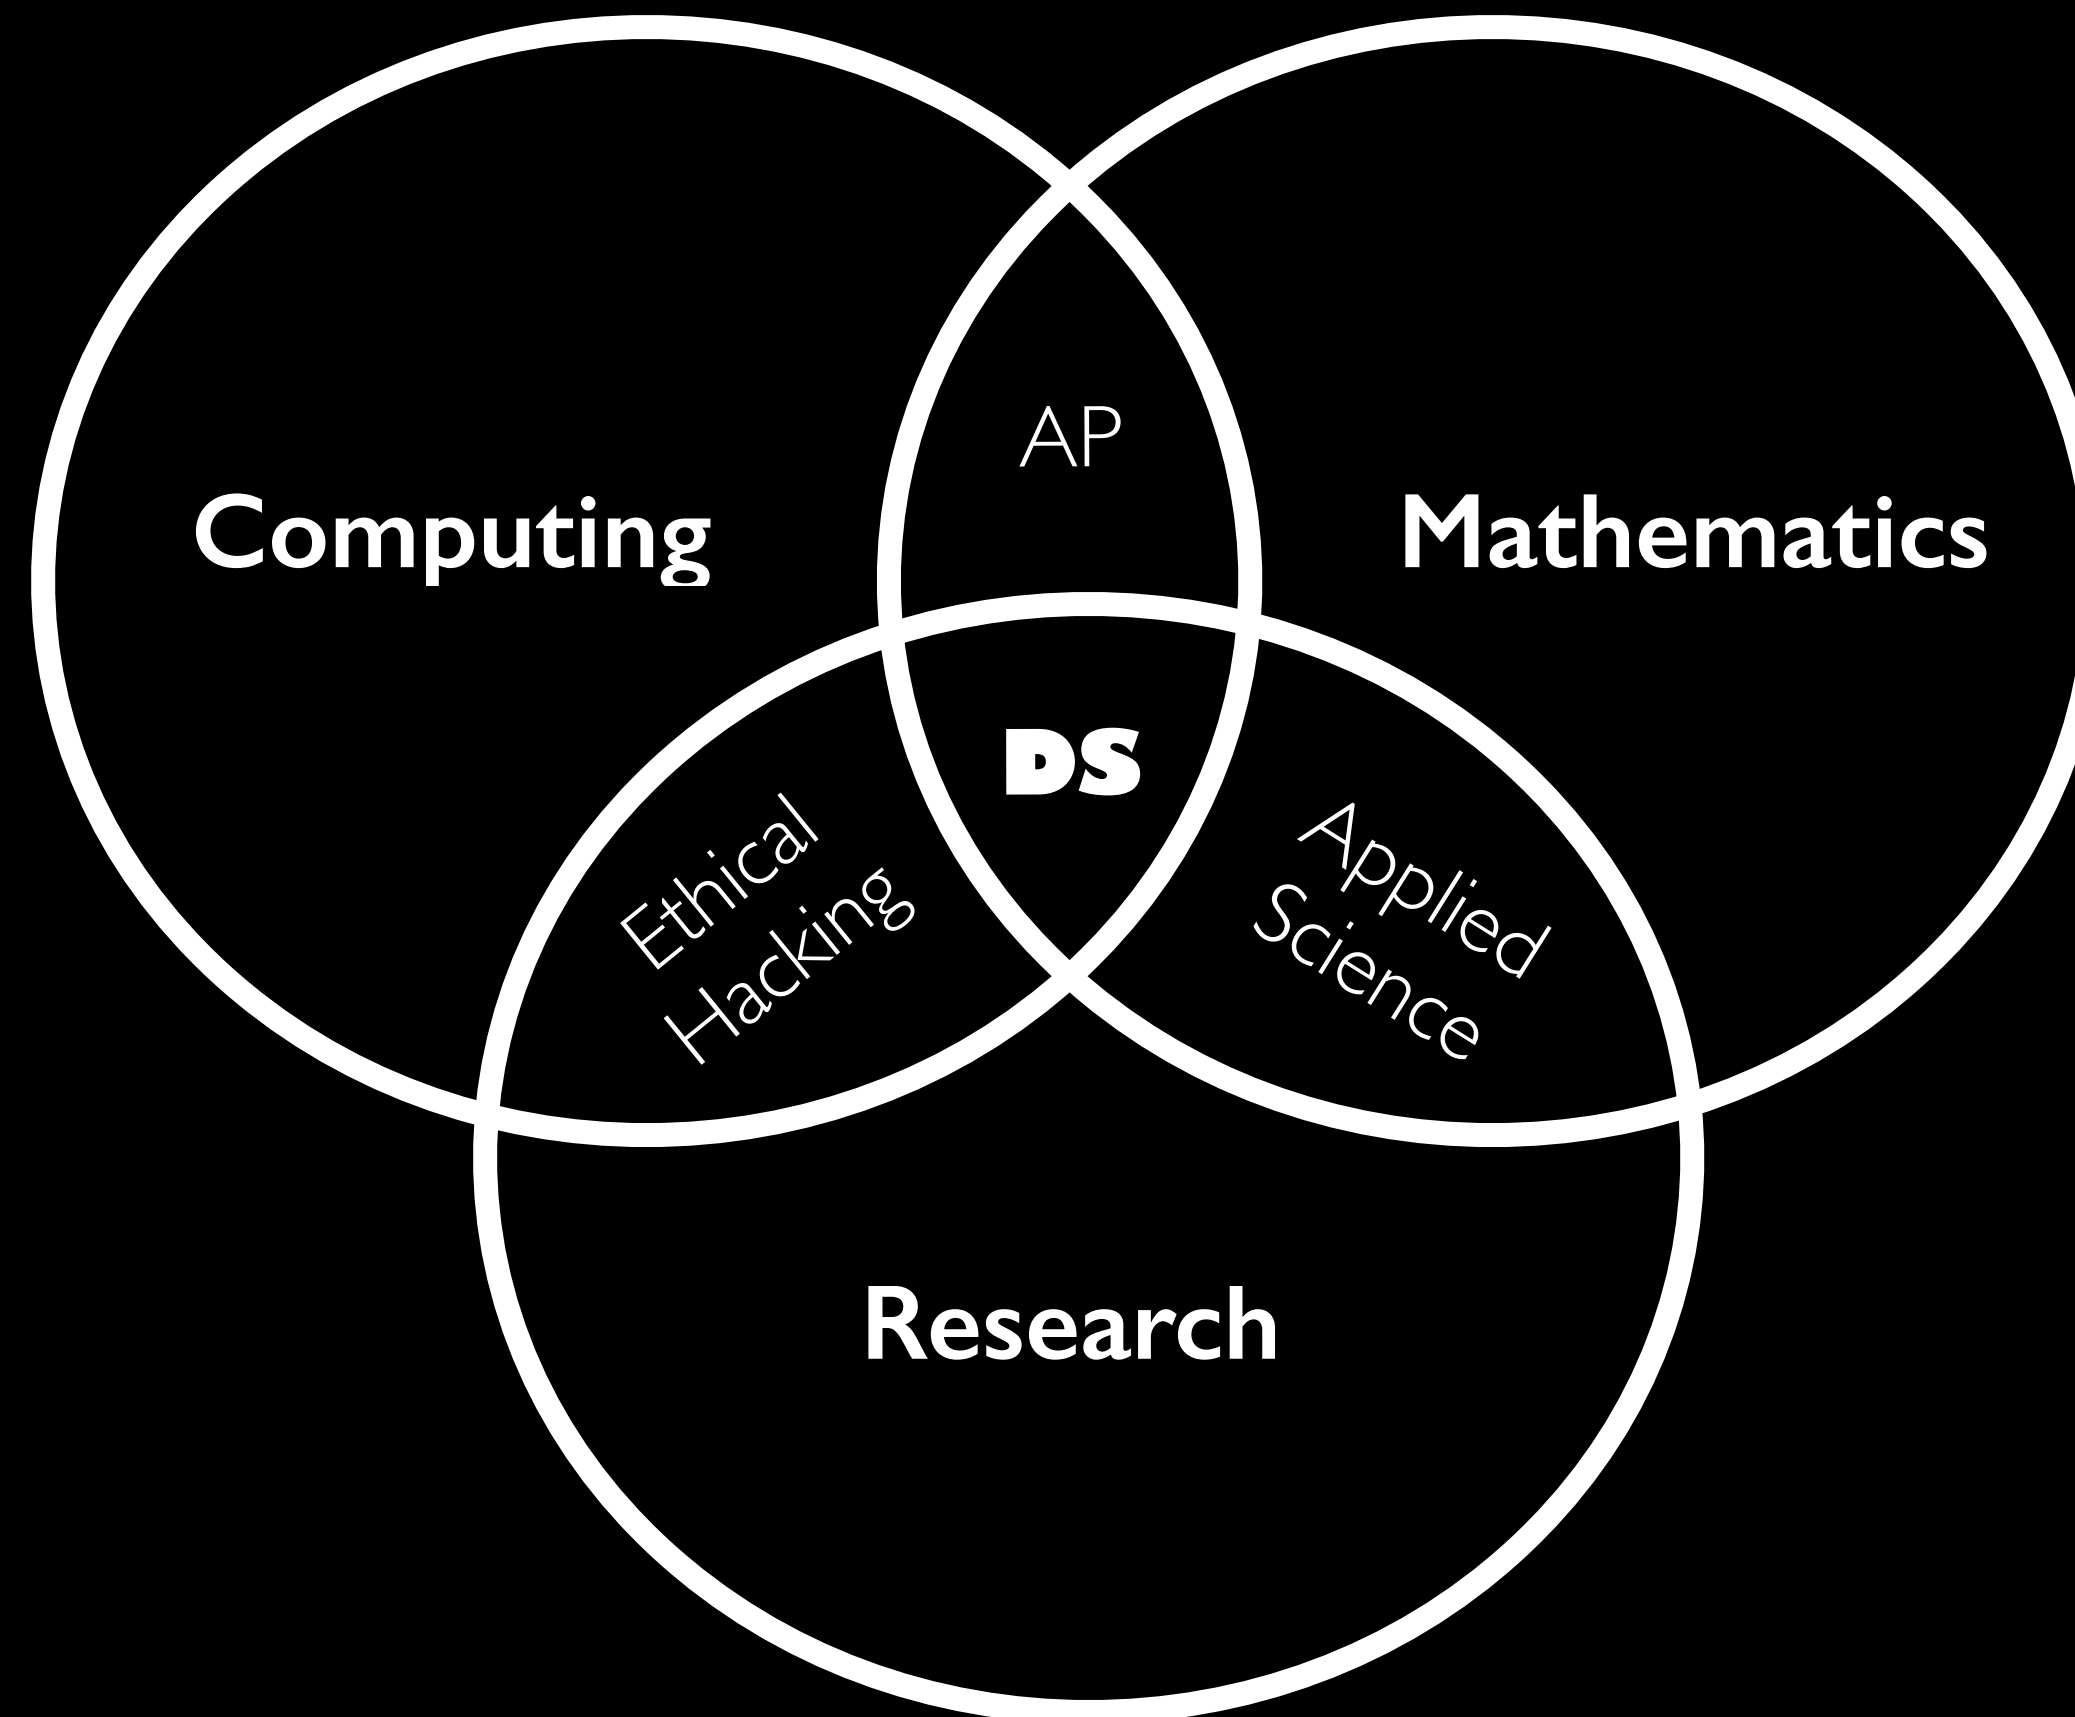 AP
Computing
Mathematics
DS
Ethical
Hacking
Applied
Science
Research